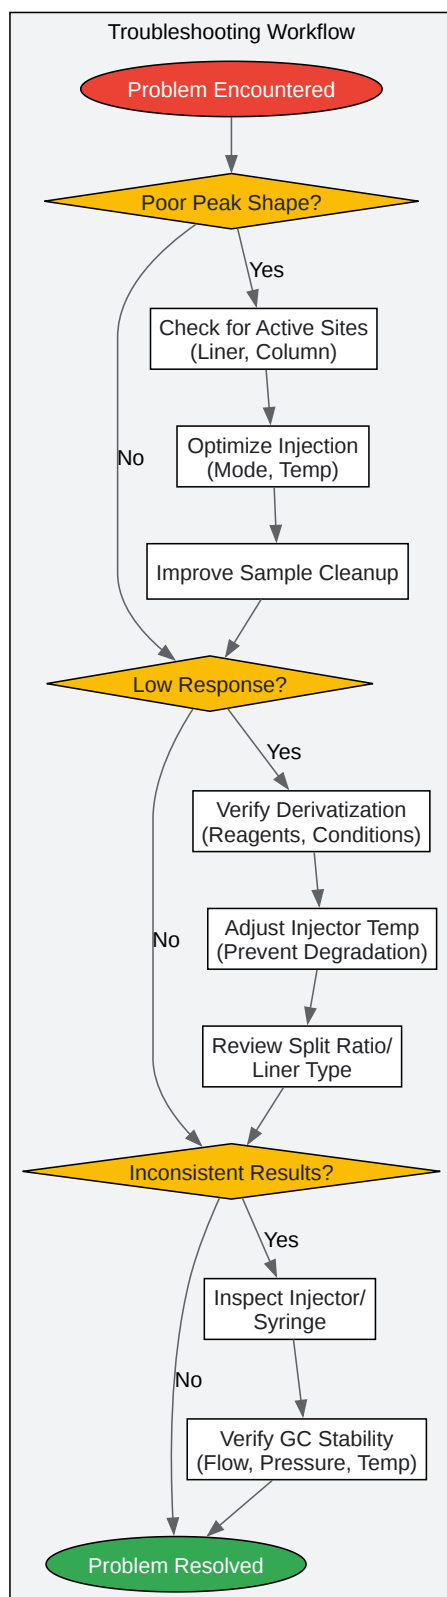 Troubleshooting Workflow
Problem Encountered
Poor Peak Shape?
Yes
Check for Active Sites
(Liner, Column)
Optimize Injection
(Mode, Temp)
No
Improve Sample Cleanup
Low Response?
Yes
Verify Derivatization
(Reagents, Conditions)
Adjust Injector Temp
(Prevent Degradation)
No
Review Split Ratio/
Liner Type
Inconsistent Results?
Yes
Inspect Injector/
Syringe
No
Verify GC Stability
(Flow, Pressure, Temp)
Problem Resolved